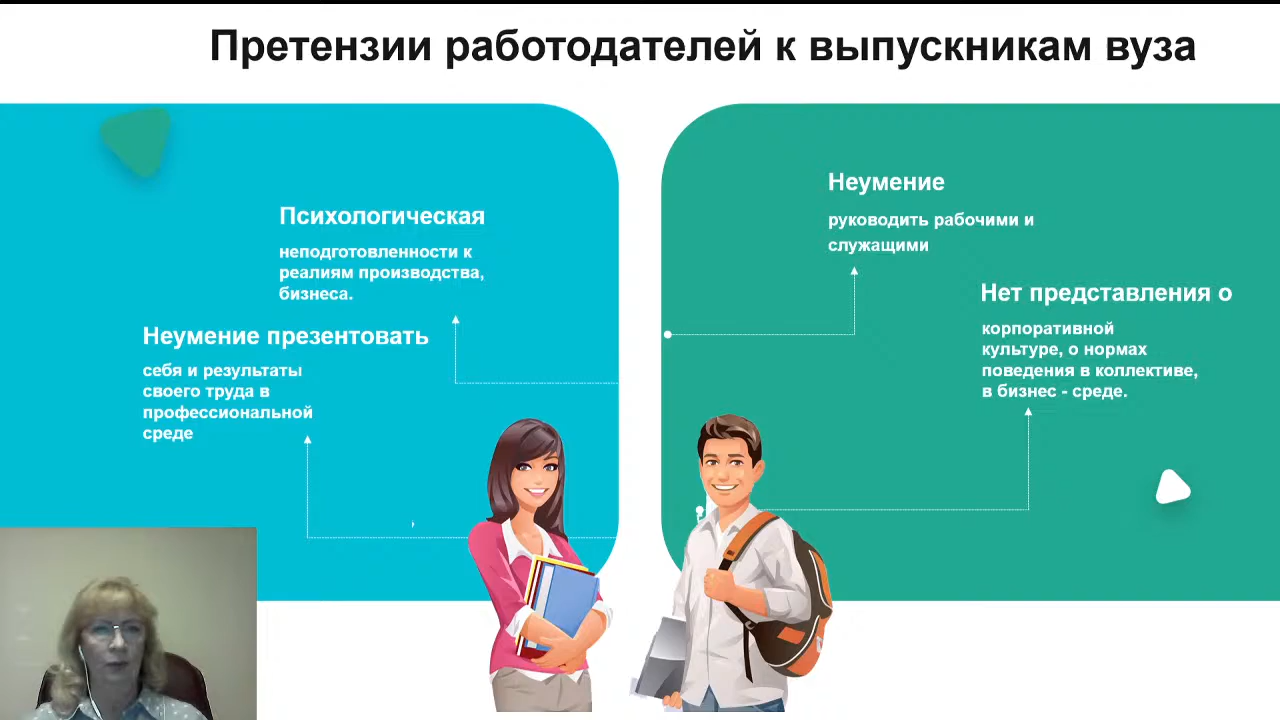 Претензии работодателей к выпускникам вуза
Психологическая
неподготовленности к
реалиям производства,
бизнеса.
Неумение презентовать
себя и результаты
своего труда в
профессиональной
среде
Неумение
руководить рабочими и
служащими
Нет представления о
корпоративной
культуре, о нормах
поведения в коллективе,
в бизнес - среде.